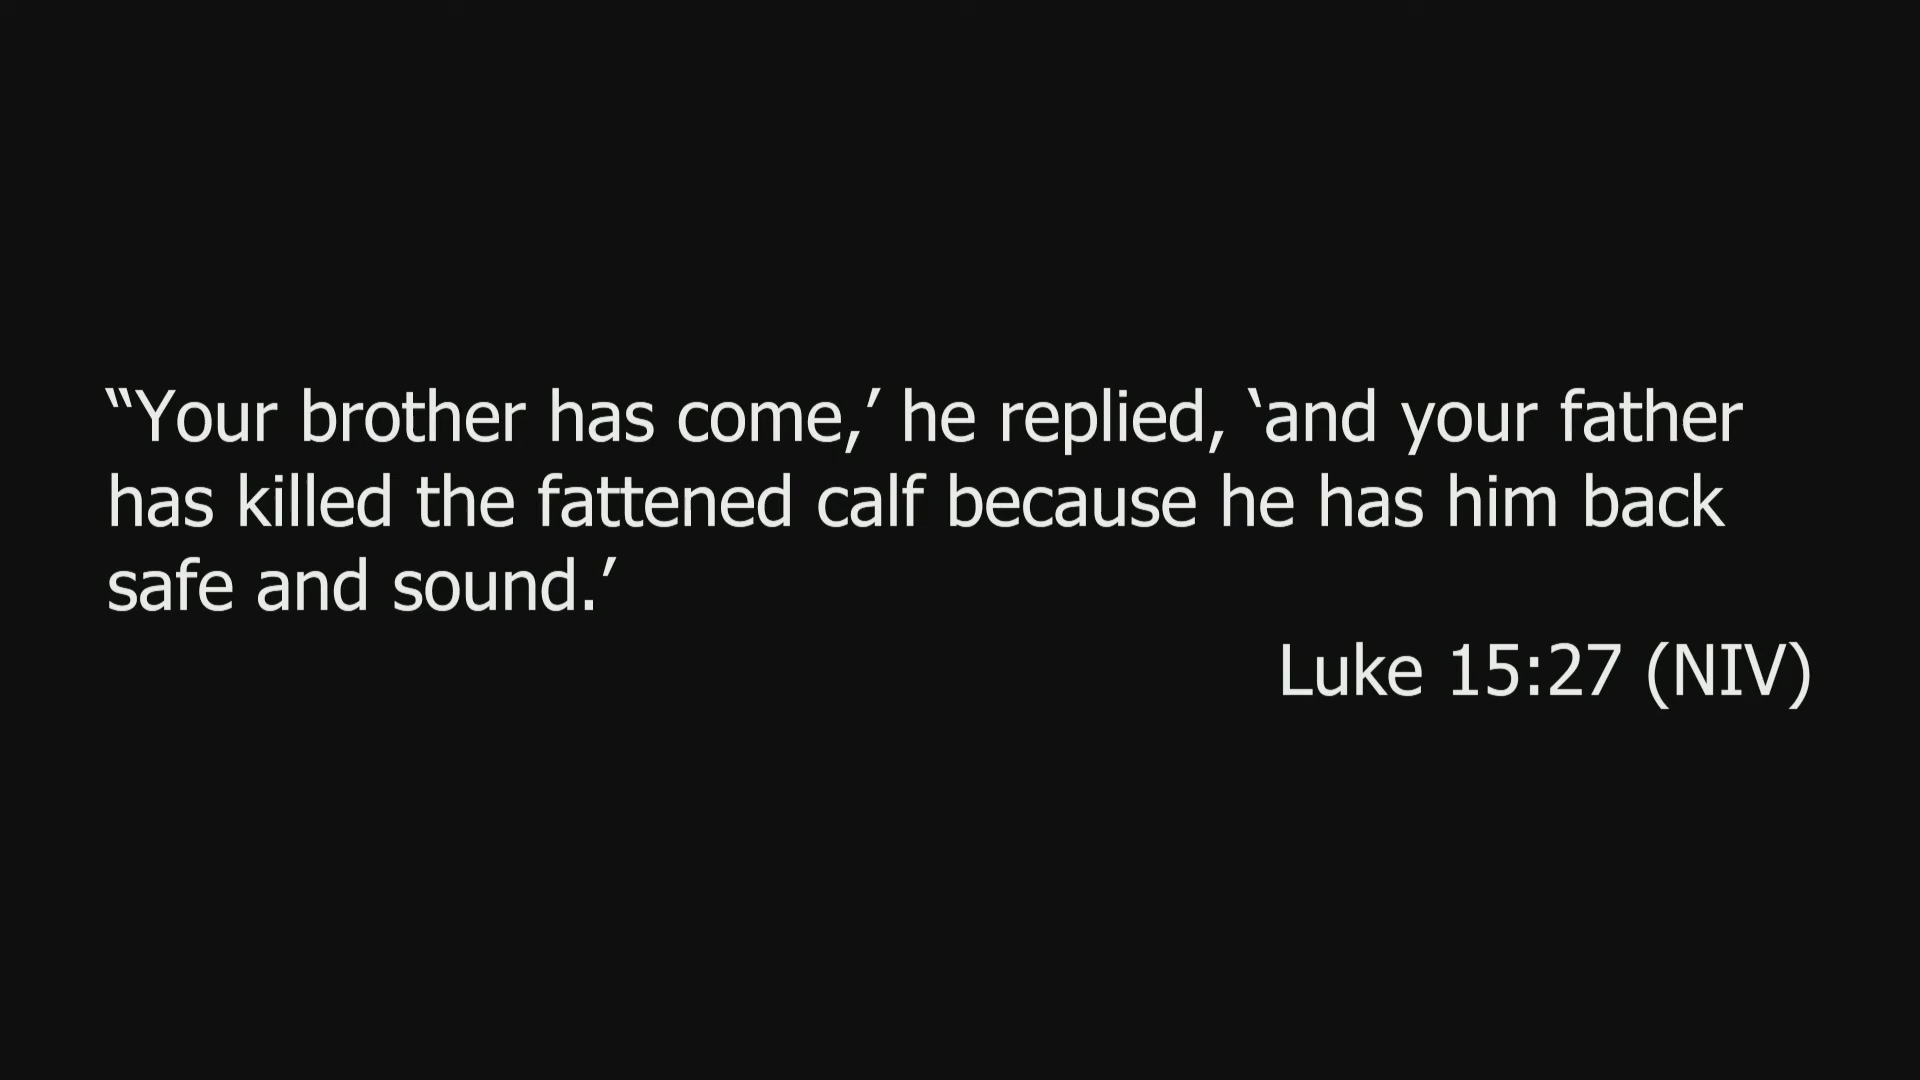 “Your brother has come,’ he replied, ‘and your father
has killed the fattened calf because he has him back
safe and sound.’
Luke 15:27 (NIV)